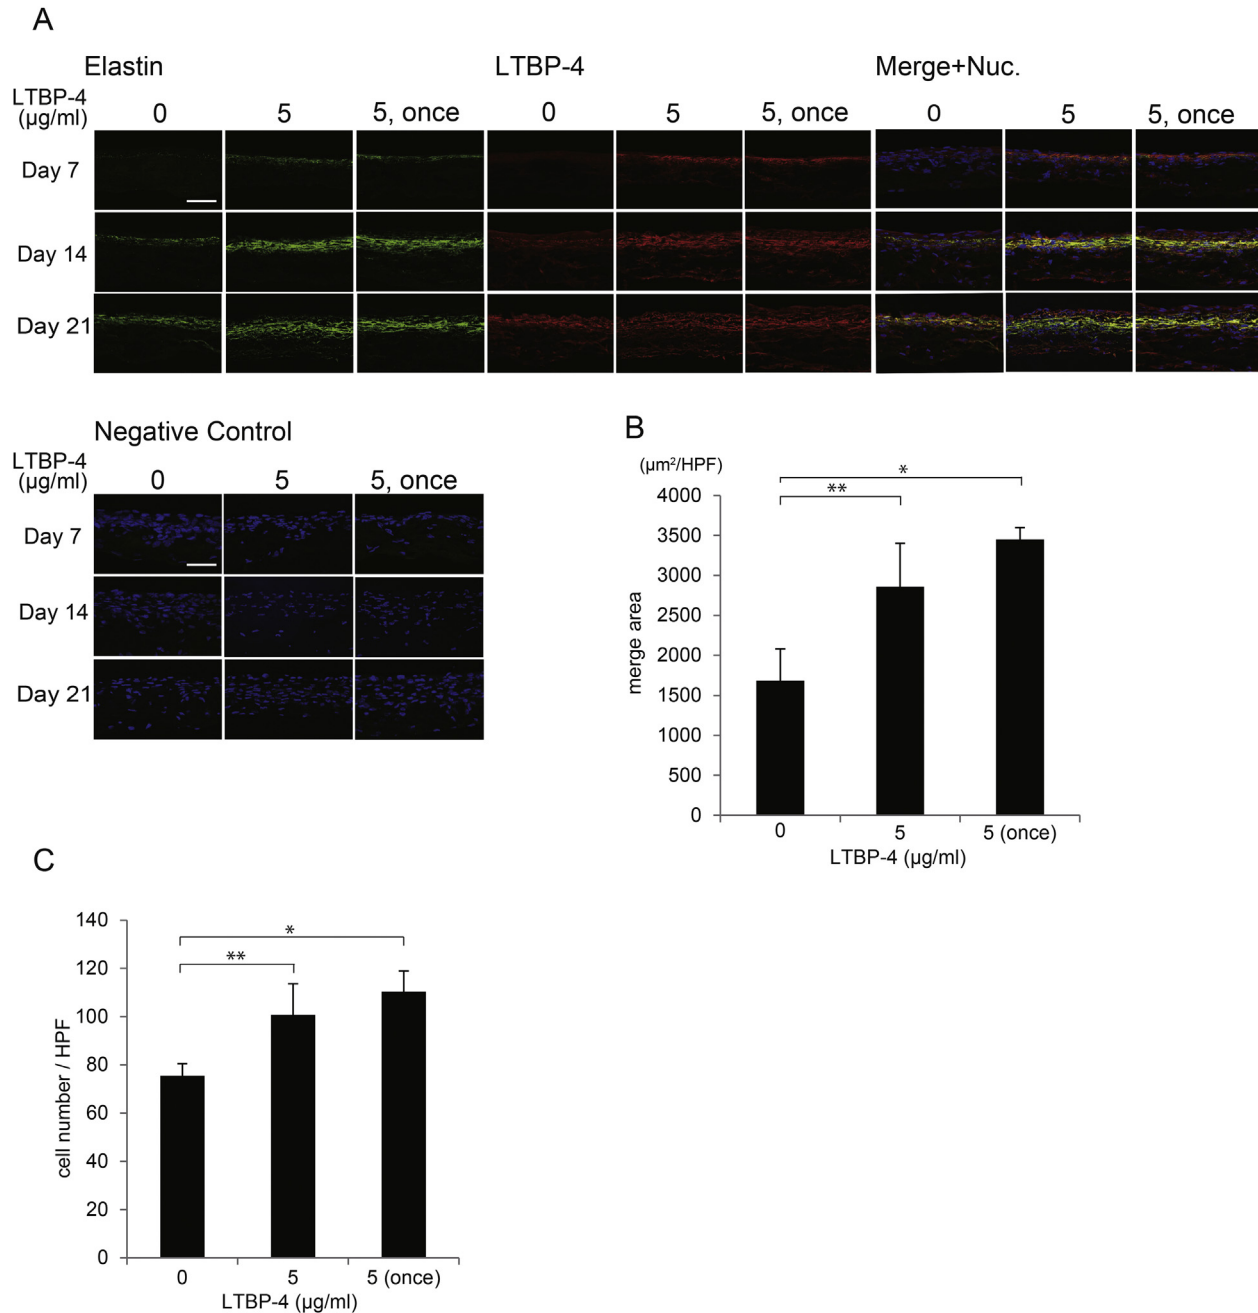 A
Elastin LTBP-4 Merge+Nuc.
LTBP-4
(µg/ml) 0 5 5, once 0 5 5, once 0 5 5, once
Day 7
Day 14
Day 21
Negative Control
LTBP-4
(µg/ml) 0 5 5, once
Day 7
Day 14
Day 21
B
(µm²/HPF)
*
**
4000
3500
3000
2500
2000
1500
1000
500
0
merge area
0 5 5 (once)
LTBP-4 (µg/ml)
C
140
120
100
80
60
40
20
0
*
**
cell number / HPF
0 5 5 (once)
LTBP-4 (µg/ml)